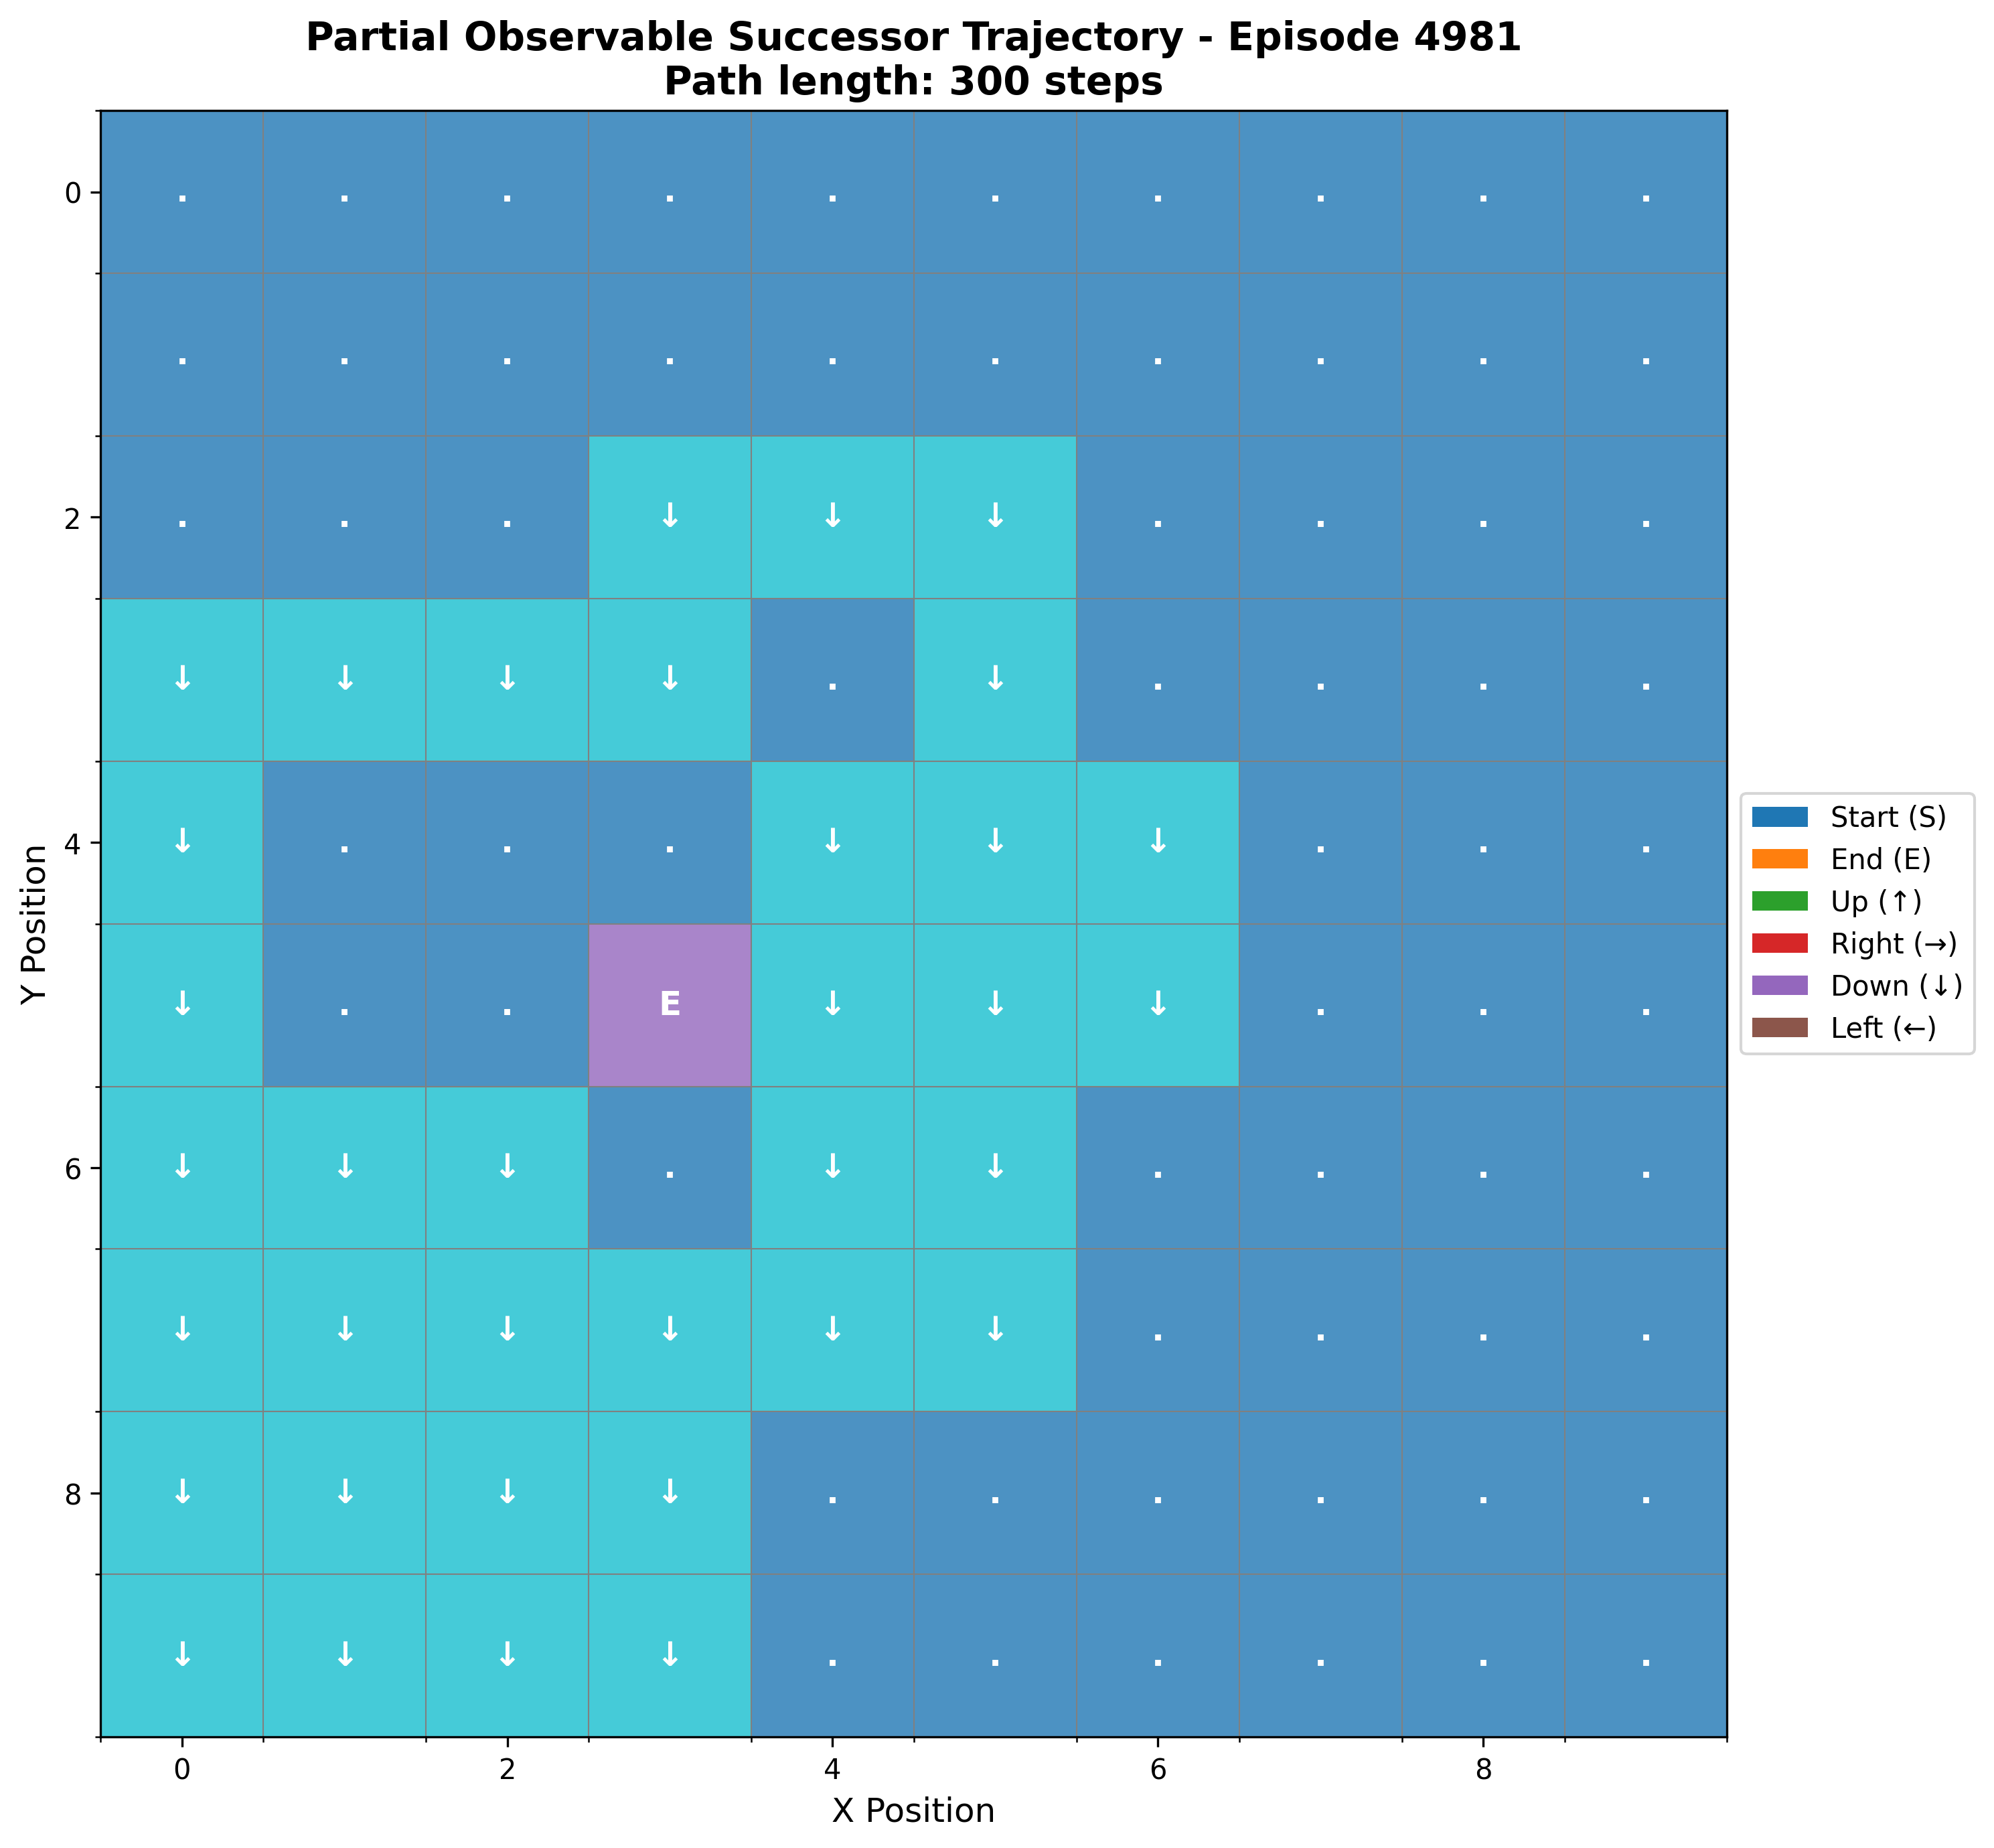 Partial Observable Successor Trajectory - Episode 4981
Path length: 300 steps
0 . . . . . . . . . .
. . . . . . . . . .
2 . . . ↓ ↓ ↓ . . . .
↓ ↓ ↓ ↓ . ↓ . . . .
4 ↓ . . . ↓ ↓ ↓ . . .
↓ . . E ↓ ↓ ↓ . . .
6 ↓ ↓ ↓ . ↓ ↓ . . . .
↓ ↓ ↓ ↓ ↓ ↓ . . . .
8 ↓ ↓ ↓ ↓ . . . . . .
↓ ↓ ↓ ↓ . . . . . .
0 2 4 6 8
X Position
Y Position
Start (S)
End (E)
Up (↑)
Right (→)
Down (↓)
Left (←)